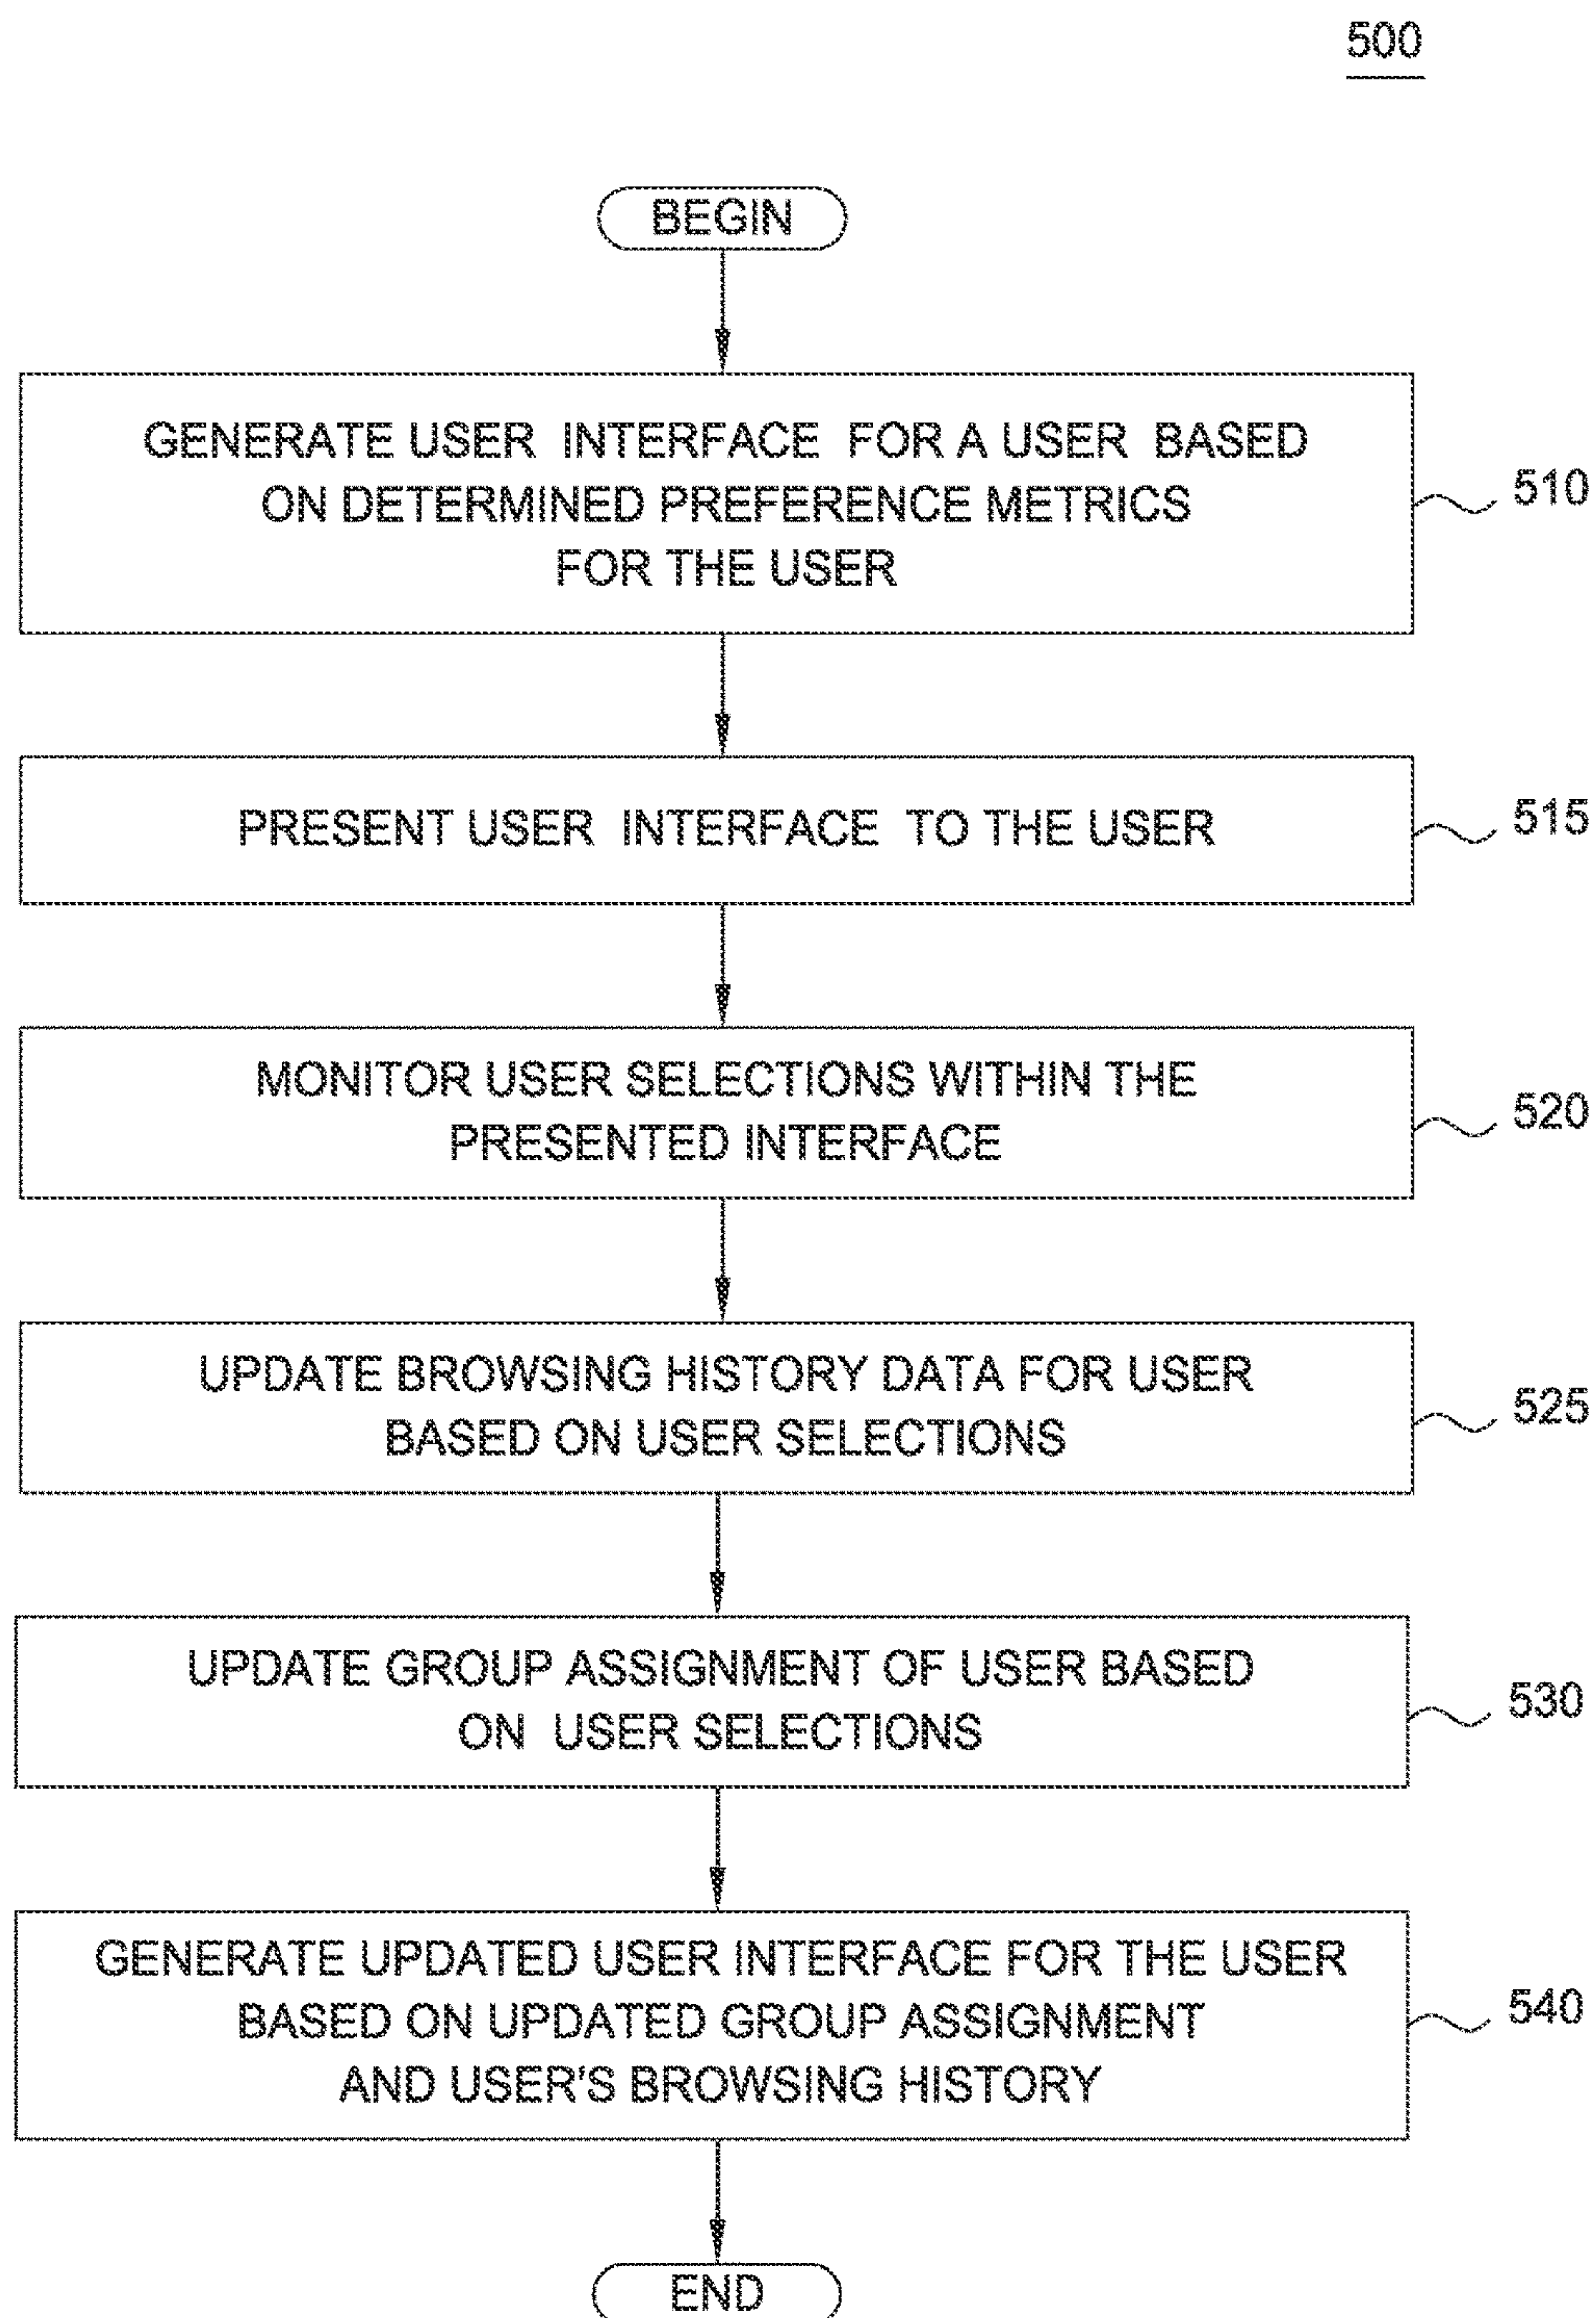 500
BEGIN
GENERATE USER INTERFACE FOR A USER BASED
ON DETERMINED PREFERENCE METRICS
FOR THE USER
510
PRESENT USER INTERFACE TO THE USER
515
MONITOR USER SELECTIONS WITHIN THE
PRESENTED INTERFACE
520
UPDATE BROWSING HISTORY DATA FOR USER
BASED ON USER SELECTIONS
525
UPDATE GROUP ASSIGNMENT OF USER BASED
ON USER SELECTIONS
530
GENERATE UPDATED USER INTERFACE FOR THE USER
BASED ON UPDATED GROUP ASSIGNMENT
AND USER'S BROWSING HISTORY
540
END